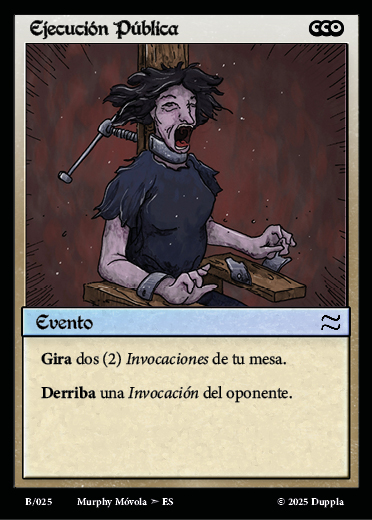 Ejecución Pública
Evento
Gira dos (2) Invocaciones de tu mesa.
Derriba una Invocación del oponente.
B/025 Murphy Móvola ➣ ES © 2025 Duppla